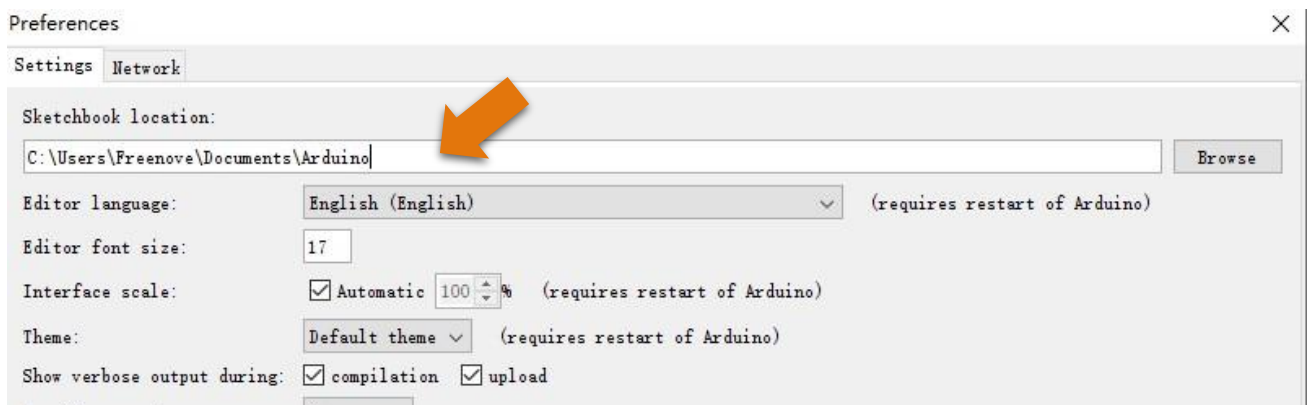 Preferences
Settings Network
Sketchbook location:
C:\Users\Freenove\Documents\Arduino Browse
Editor language: English (English) (requires restart of Arduino)
Editor font size: 17
Interface scale: Automatic 100 % (requires restart of Arduino)
Theme: Default theme (requires restart of Arduino)
Show verbose output during: compilation upload